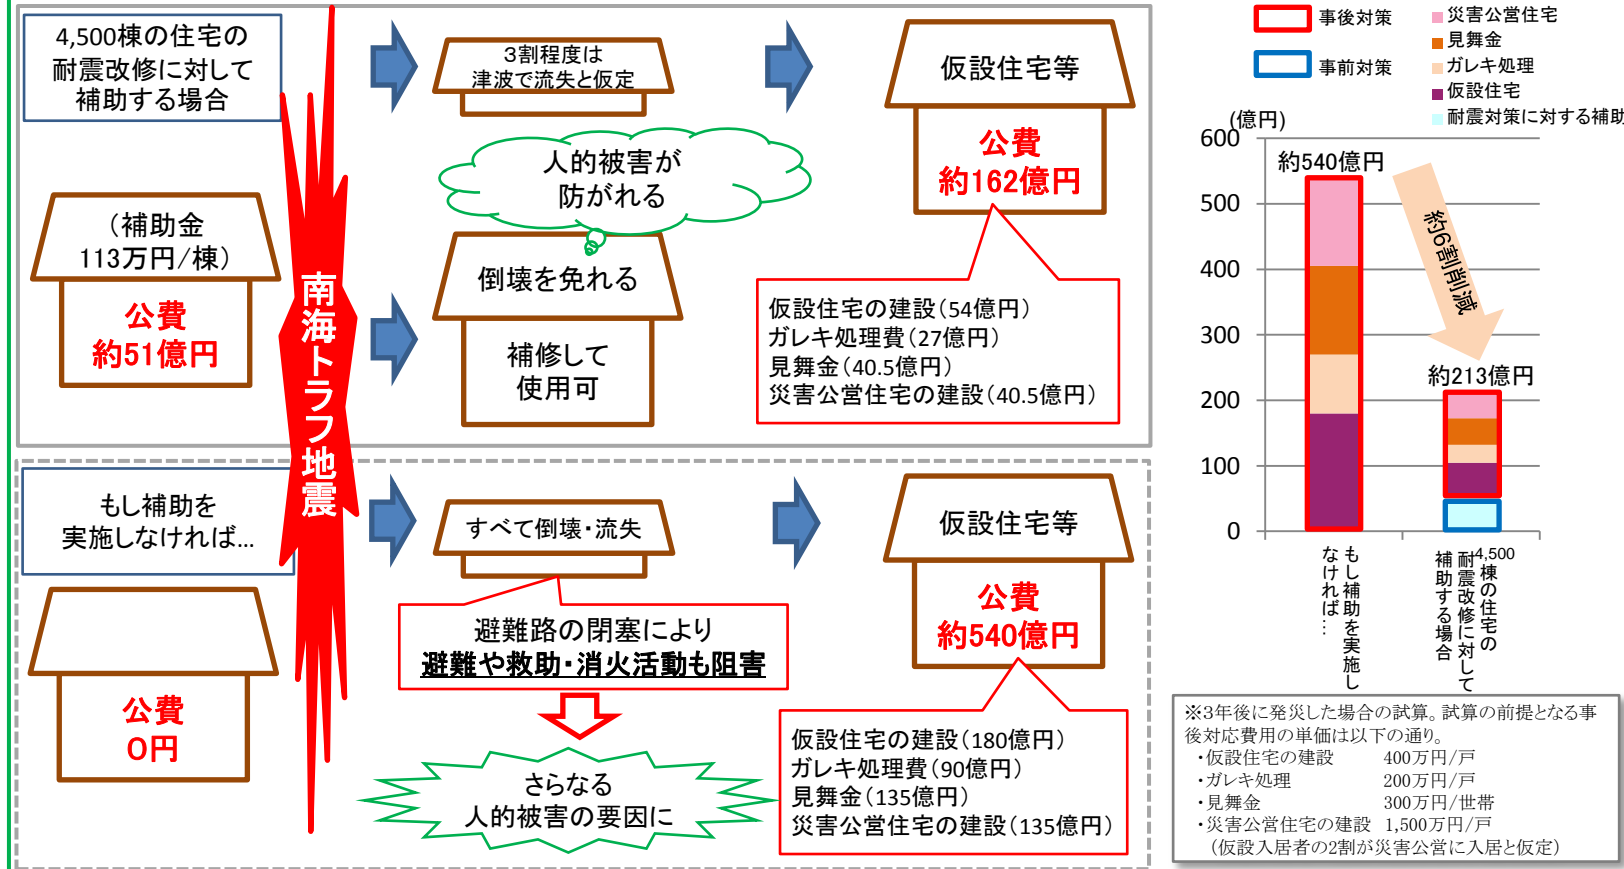 4,500棟の住宅の
耐震改修に対して
補助する場合
(補助金
113万円/棟)
公費
約51億円
南海トラフ地震
3割程度は
津波で流失と仮定
人的被害が
防がれる
倒壊を免れる
補修して
使用可
仮設住宅等
公費
約162億円
仮設住宅の建設(54億円)
ガレキ処理費(27億円)
見舞金(40.5億円)
災害公営住宅の建設(40.5億円)
もし補助を
実施しなければ…
公費
0円
すべて倒壊・流失
避難路の閉塞により
避難や救助・消火活動も阻害
さらなる
人的被害の要因に
仮設住宅等
公費
約540億円
仮設住宅の建設(180億円)
ガレキ処理費(90億円)
見舞金(135億円)
災害公営住宅の建設(135億円)
事後対策
事前対策
災害公営住宅
見舞金
ガレキ処理
仮設住宅
耐震対策に対する補助
(億円)
600
500
400
300
200
100
0
約540億円
約6割削減
約213億円
もし補助を実施し
なければ…
4,500棟の住宅の
耐震改修に対して
補助する場合
※3年後に発災した場合の試算。試算の前提となる事
後対応費用の単価は以下の通り。
・仮設住宅の建設 400万円/戸
・ガレキ処理 200万円/戸
・見舞金 300万円/世帯
・災害公営住宅の建設 1,500万円/戸
(仮設入居者の2割が災害公営に入居と仮定)